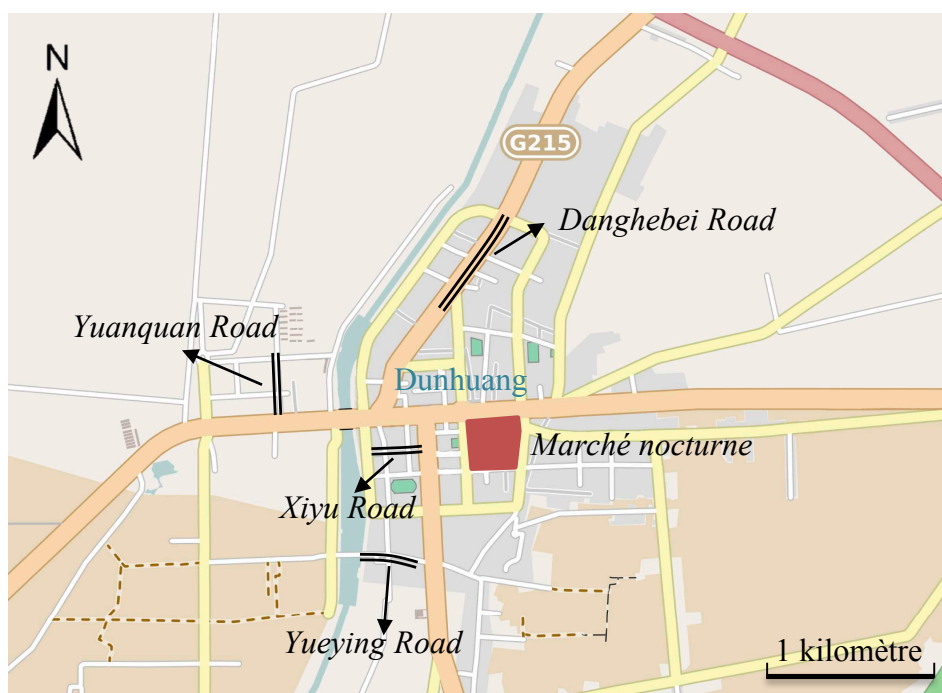 N
G215
Danghebei Road
Yuanquan Road
Dunhuang
Marché nocturne
Xiyu Road
Yueying Road
1 kilomètre